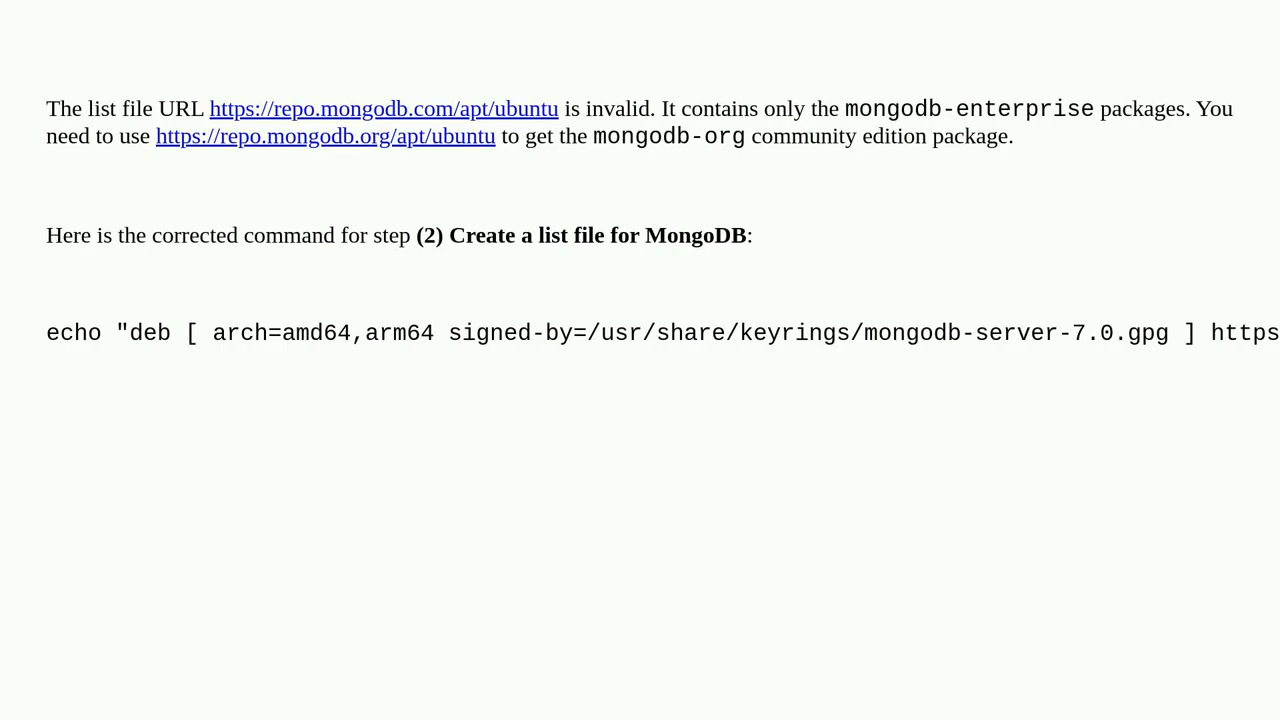 The list file URL https://repo.mongodb.com/apt/ubuntu is invalid. It contains only the mongodb-enterprise packages. You
need to use https://repo.mongodb.org/apt/ubuntu to get the mongodb-org community edition package.
Here is the corrected command for step (2) Create a list file for MongoDB:
echo "deb [ arch=amd64,arm64 signed-by=/usr/share/keyrings/mongodb-server-7.0.gpg ] https